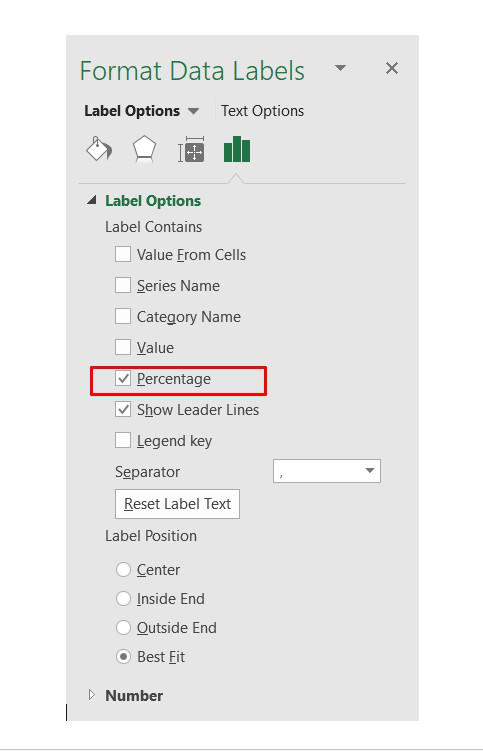 Format Data Labels
Label Options Text Options
Label Options
Label Contains
Value From Cells
Series Name
Category Name
Value
Percentage
Show Leader Lines
Legend key
Separator ,
Reset Label Text
Label Position
Center
Inside End
Outside End
Best Fit
Number